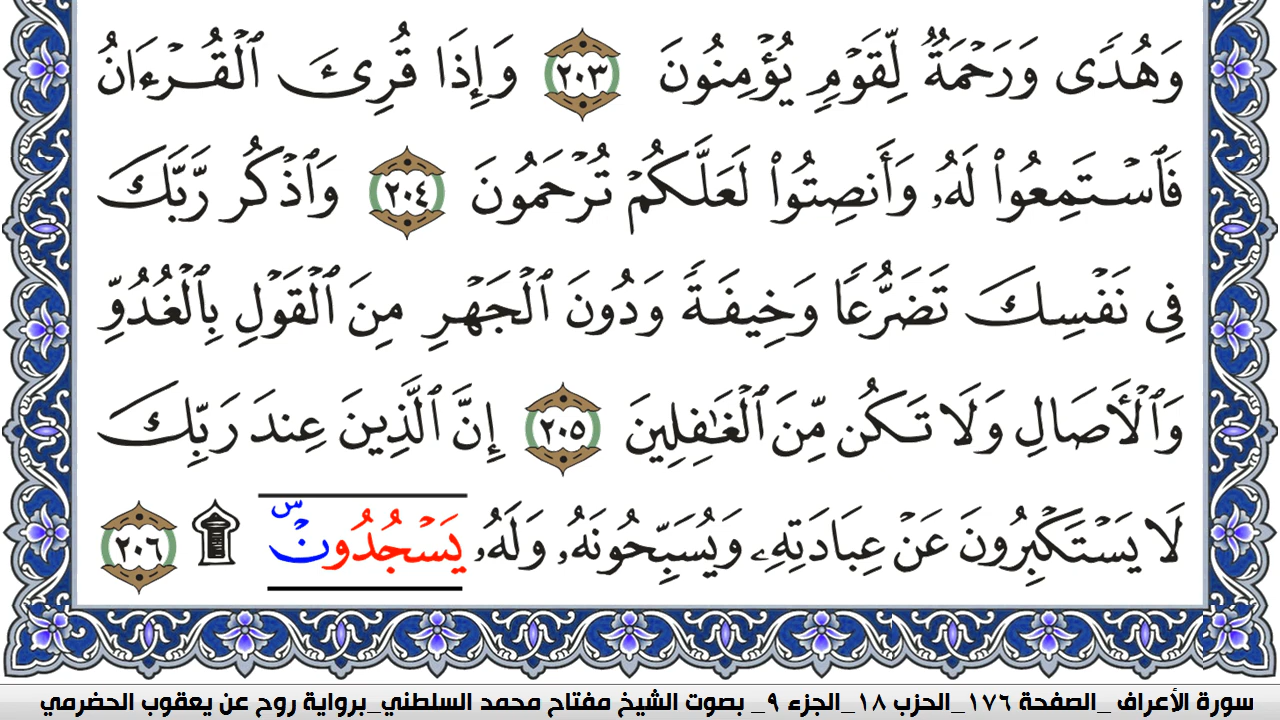 وَهُدًى وَرَحْمَةٌ لِّقَوْمٍ يُؤْمِنُونَ ٢٠٣ وَإِذَا قُرِئَ ٱلْقُرْءَانُ
فَٱسْتَمِعُوا۟ لَهُۥ وَأَنصِتُوا۟ لَعَلَّكُمْ تُرْحَمُونَ ٢٠٤ وَٱذْكُر رَّبَّكَ
فِي نَفْسِكَ تَضَرُّعًا وَخِيفَةً وَدُونَ ٱلْجَهْرِ مِنَ ٱلْقَوْلِ بِٱلْغُدُوِّ
وَٱلْأَصَالِ وَلَا تَكُن مِّنَ ٱلْغَٰفِلِينَ ٢٠٥ إِنَّ ٱلَّذِينَ عِندَ رَبِّكَ
لَا يَسْتَكْبِرُونَ عَنْ عِبَادَتِهِۦ وَيُسَبِّحُونَهُۥ وَلَهُۥ يَسْجُدُونَۡ س ۩ ٢٠٦
سورة الأعراف _الصفحة ١٧٦_الحزب ١٨_الجزء ٩_ بصوت الشيخ مفتاح محمد السلطني_برواية روح عن يعقوب الحضرمي